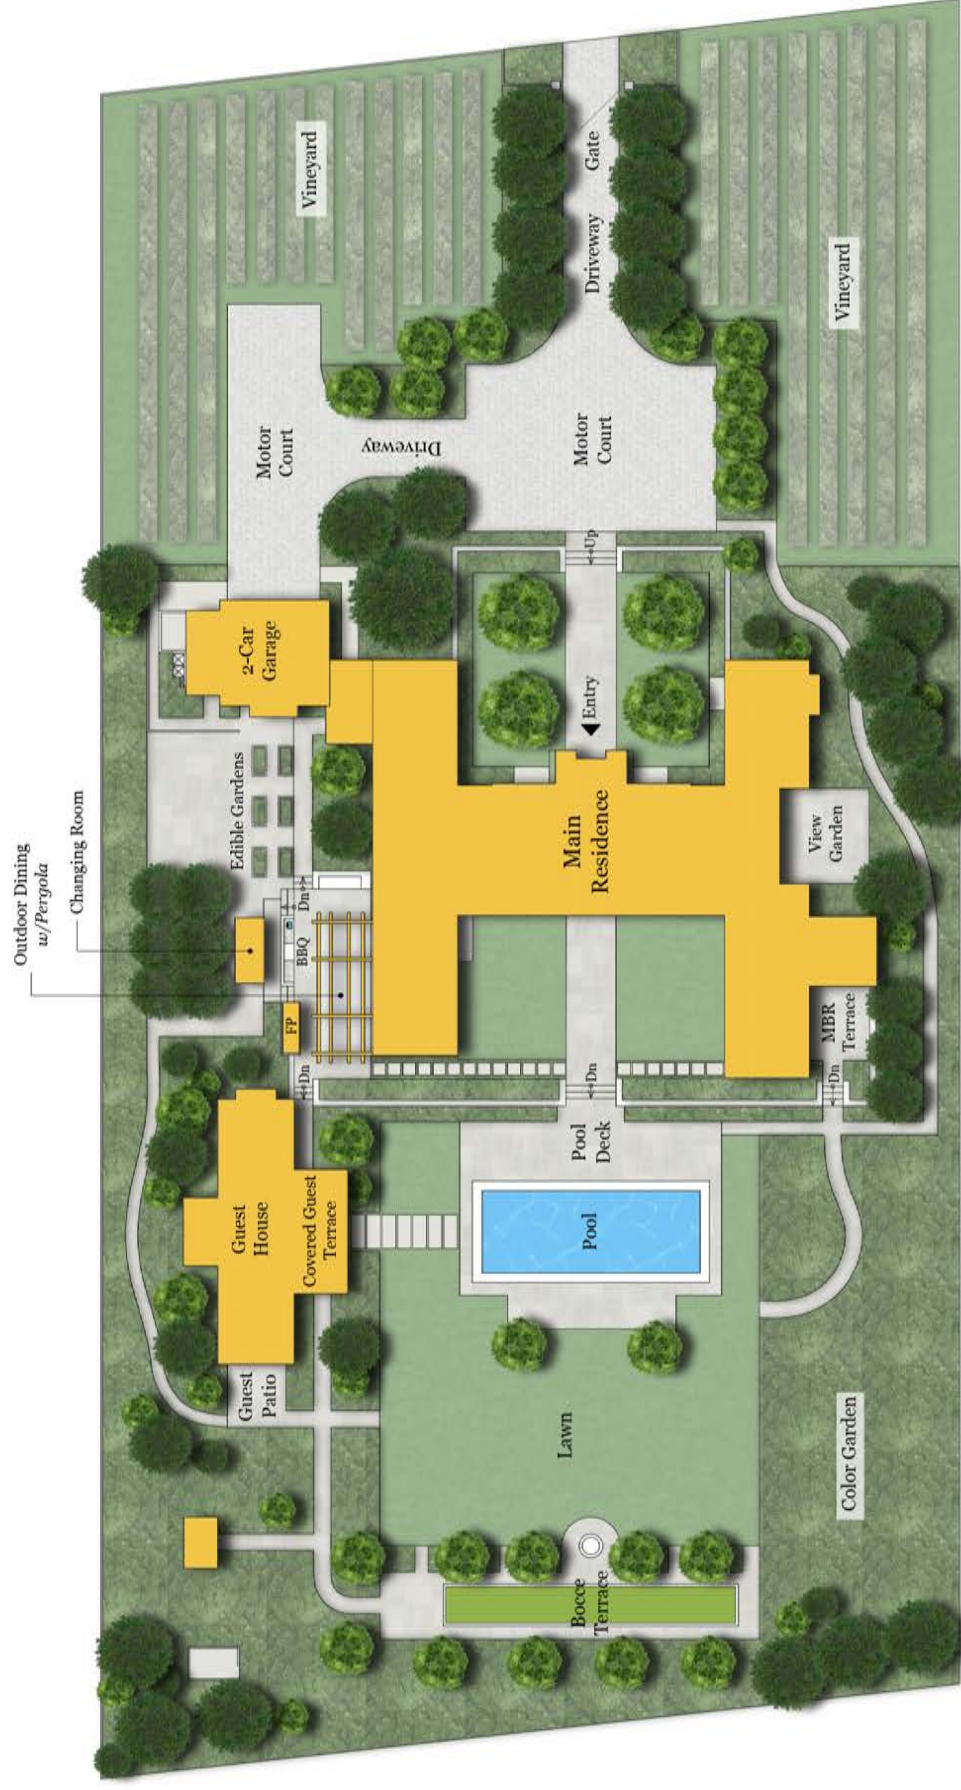 Outdoor Dining
w/Pergola
Changing Room
Vineyard
Gate
Driveway
Vineyard
Motor
Court
Driveway
Motor
Court
Up
2-Car
Garage
Entry
Edible Gardens
Dn
BBQ
FP
Main
Residence
View
Garden
MBR
Terrace
Dn
Dn
Dn
Pool
Deck
Guest
House
Covered Guest
Terrace
Pool
Guest
Patio
Lawn
Color Garden
Bocce
Terrace